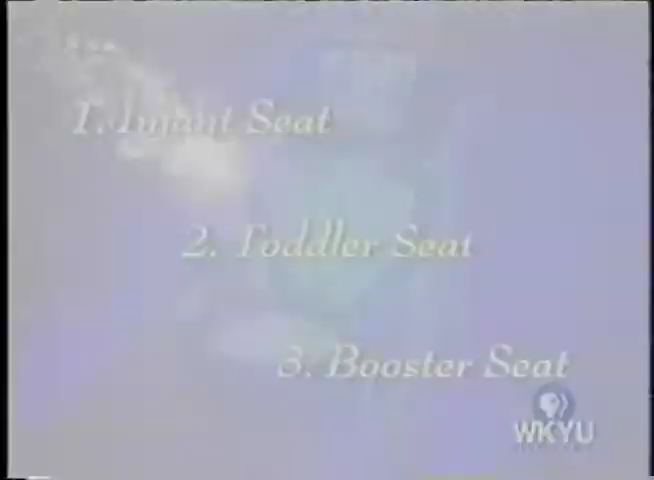 1. Infant Seat
2. Toddler Seat
3. Booster Seat
WKYU